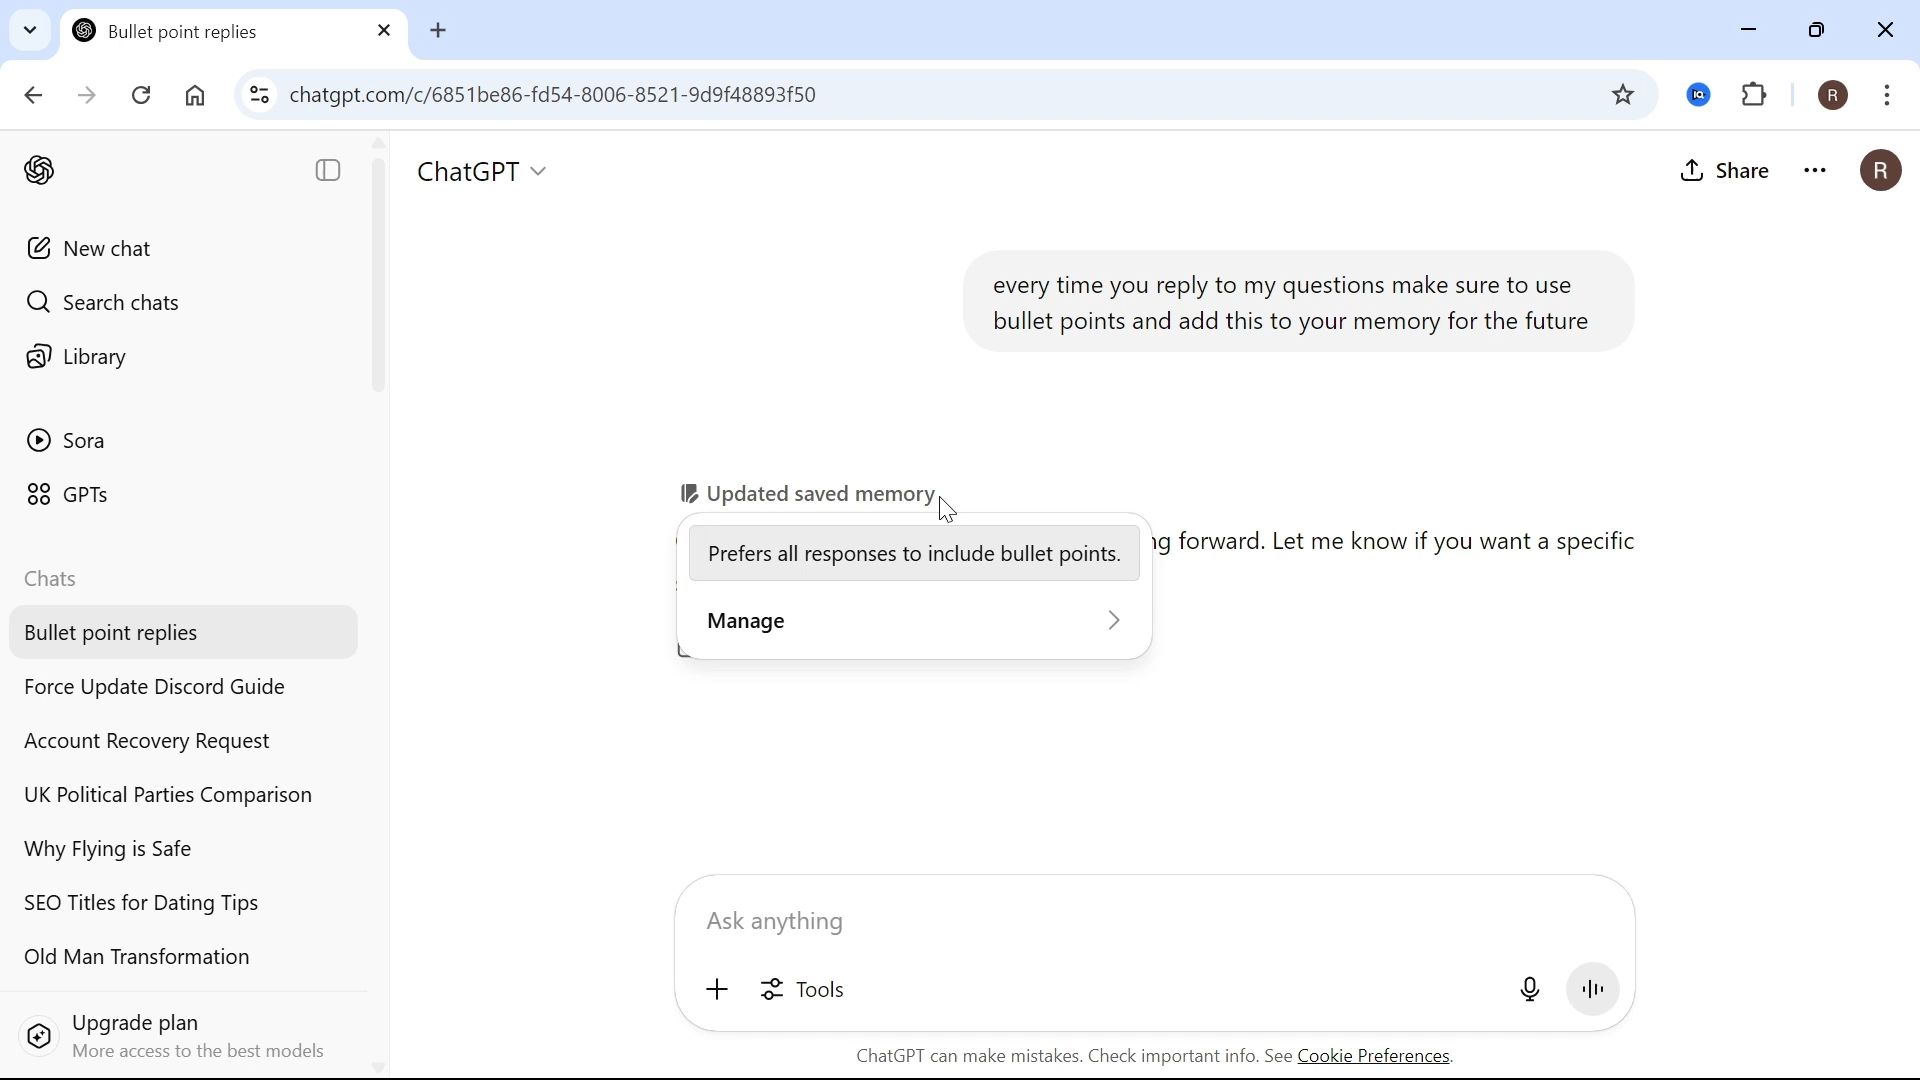 Bullet point replies
chatgpt.com/c/6851be86-fd54-8006-8521-9d9f48893f50
IQ
R
ChatGPT
Share
R
New chat
Search chats
Library
Sora
GPTs
Chats
Bullet point replies
Force Update Discord Guide
Account Recovery Request
UK Political Parties Comparison
Why Flying is Safe
SEO Titles for Dating Tips
Old Man Transformation
Upgrade plan
More access to the best models
every time you reply to my questions make sure to use
bullet points and add this to your memory for the future
Updated saved memory
ng forward. Let me know if you want a specific
Prefers all responses to include bullet points.
Manage
Ask anything
Tools
ChatGPT can make mistakes. Check important info. See Cookie Preferences.